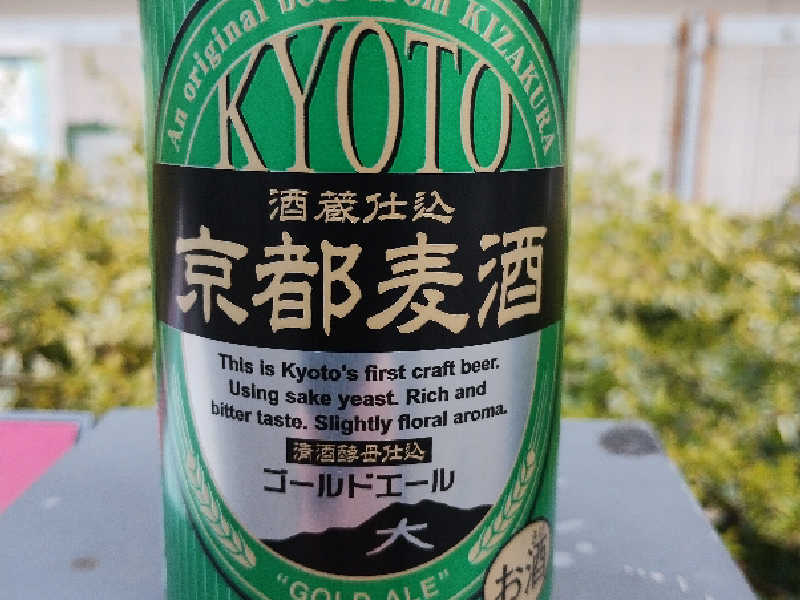 An original beer from KIZAKURA
KYOTO
酒蔵仕込
京都麦酒
This is Kyoto's first craft beer.
Using sake yeast. Rich and
bitter taste. Slightly floral aroma.
清酒酵母仕込
ゴールドエール
大
"GOLD ALE"
お酒